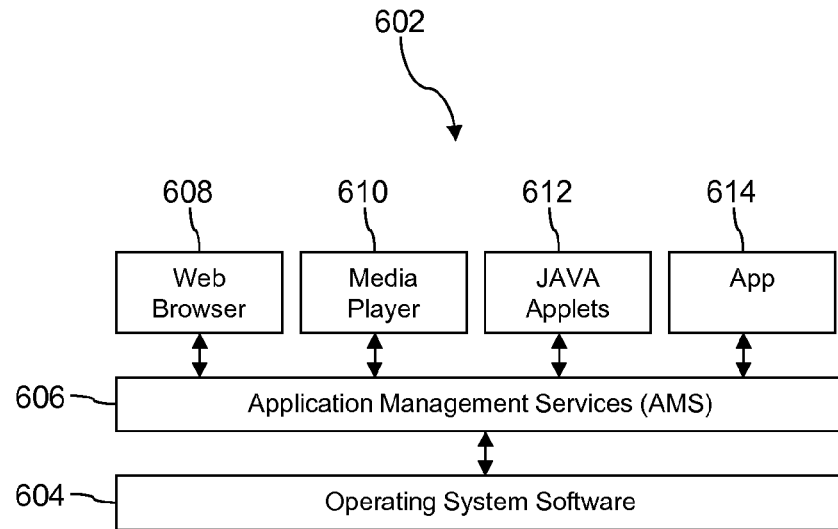 602
608
610
612
614
Web
Browser
Media
Player
JAVA
Applets
App
606
Application Management Services (AMS)
604
Operating System Software